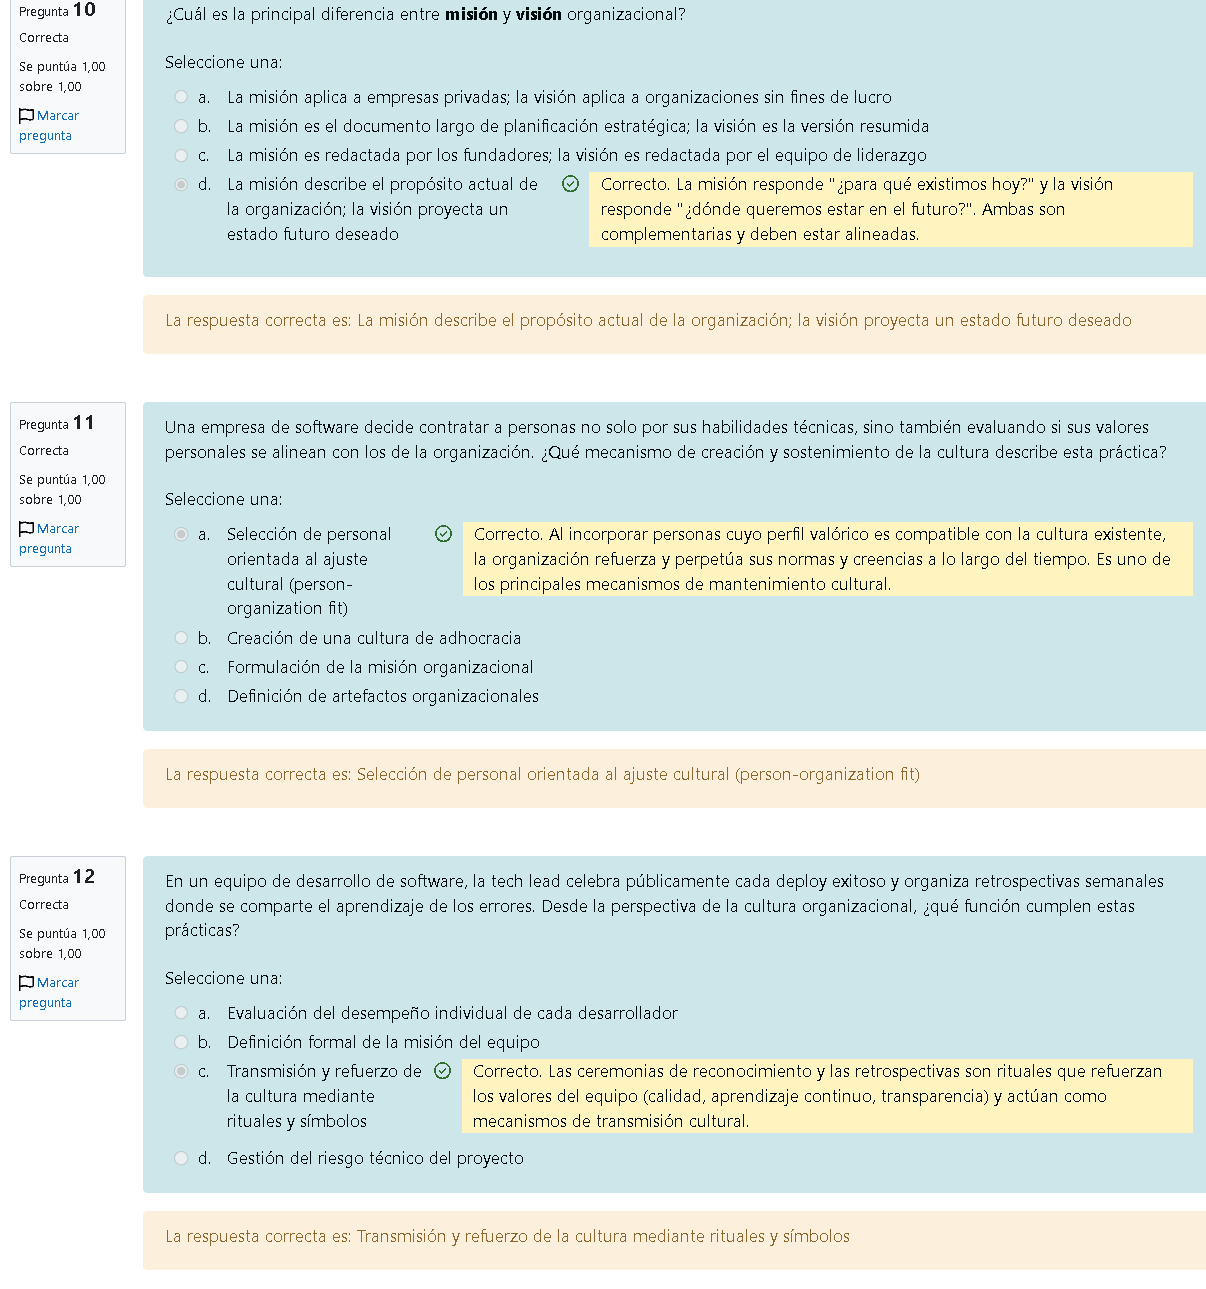 Pregunta 10
Correcta
Se puntúa 1,00
sobre 1,00
Marcar
pregunta
¿Cuál es la principal diferencia entre misión y visión organizacional?
Seleccione una:
a. La misión aplica a empresas privadas; la visión aplica a organizaciones sin fines de lucro
b. La misión es el documento largo de planificación estratégica; la visión es la versión resumida
c. La misión es redactada por los fundadores; la visión es redactada por el equipo de liderazgo
d. La misión describe el propósito actual de
la organización; la visión proyecta un
estado futuro deseado
Correcto. La misión responde "¿para qué existimos hoy?" y la visión
responde "¿dónde queremos estar en el futuro?". Ambas son
complementarias y deben estar alineadas.
La respuesta correcta es: La misión describe el propósito actual de la organización; la visión proyecta un estado futuro deseado
Pregunta 11
Correcta
Se puntúa 1,00
sobre 1,00
Marcar
pregunta
Una empresa de software decide contratar a personas no solo por sus habilidades técnicas, sino también evaluando si sus valores
personales se alinean con los de la organización. ¿Qué mecanismo de creación y sostenimiento de la cultura describe esta práctica?
Seleccione una:
a. Selección de personal
orientada al ajuste
cultural (person-
organization fit)
Correcto. Al incorporar personas cuyo perfil valórico es compatible con la cultura existente,
la organización refuerza y perpetúa sus normas y creencias a lo largo del tiempo. Es uno de
los principales mecanismos de mantenimiento cultural.
b. Creación de una cultura de adhocracia
c. Formulación de la misión organizacional
d. Definición de artefactos organizacionales
La respuesta correcta es: Selección de personal orientada al ajuste cultural (person-organization fit)
Pregunta 12
Correcta
Se puntúa 1,00
sobre 1,00
Marcar
pregunta
En un equipo de desarrollo de software, la tech lead celebra públicamente cada deploy exitoso y organiza retrospectivas semanales
donde se comparte el aprendizaje de los errores. Desde la perspectiva de la cultura organizacional, ¿qué función cumplen estas
prácticas?
Seleccione una:
a. Evaluación del desempeño individual de cada desarrollador
b. Definición formal de la misión del equipo
c. Transmisión y refuerzo de
la cultura mediante
rituales y símbolos
Correcto. Las ceremonias de reconocimiento y las retrospectivas son rituales que refuerzan
los valores del equipo (calidad, aprendizaje continuo, transparencia) y actúan como
mecanismos de transmisión cultural.
d. Gestión del riesgo técnico del proyecto
La respuesta correcta es: Transmisión y refuerzo de la cultura mediante rituales y símbolos